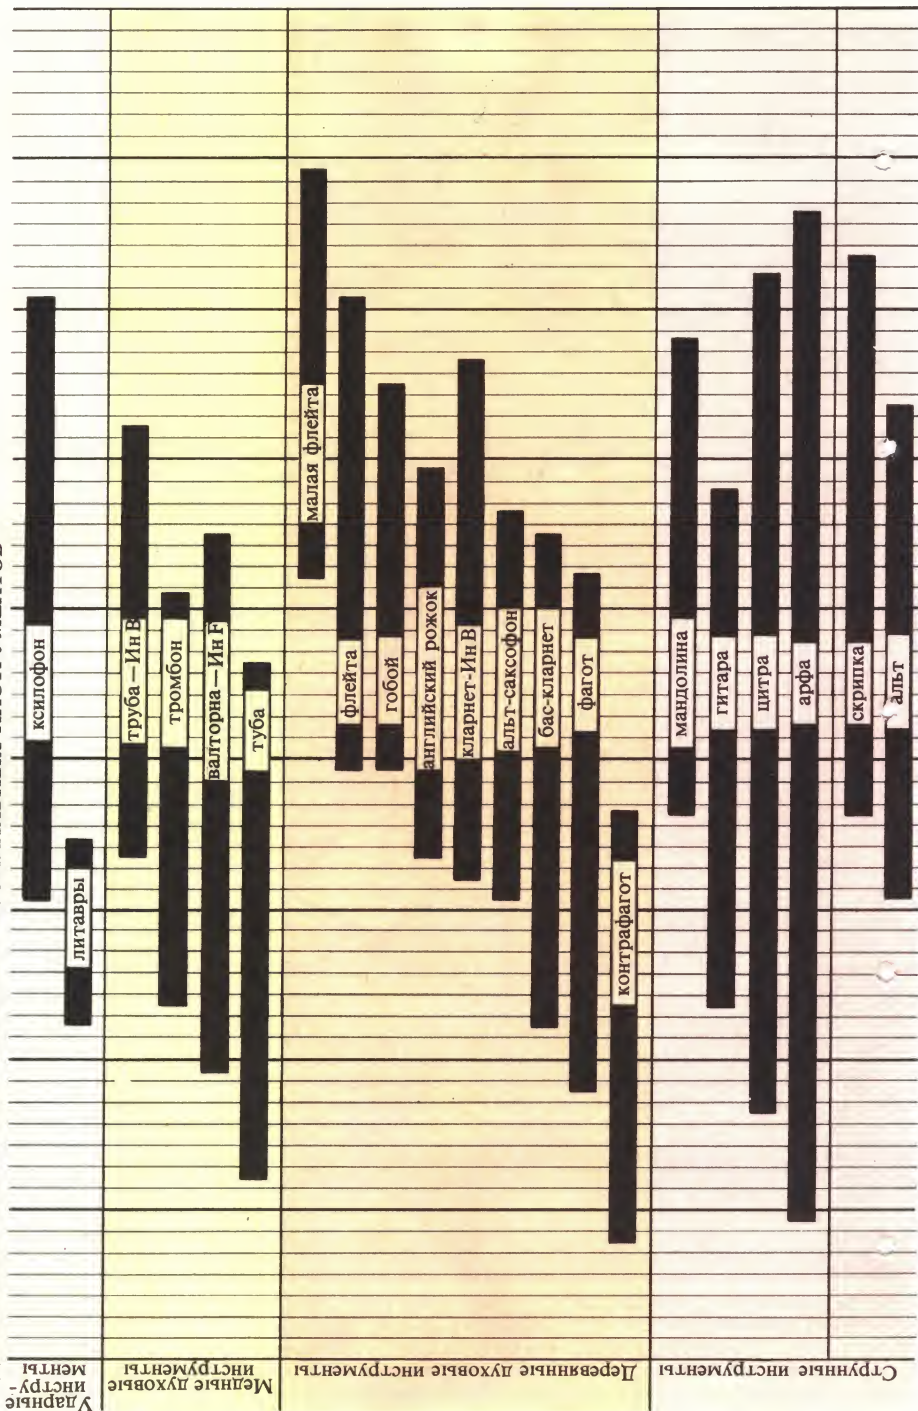 Ударные
инстру-
менты
ксилофон
литавры
Медные духовые
инструменты
труба — Ин B
тромбон
валторна — Ин F
туба
Деревянные духовые инструменты
малая флейта
флейта
гобой
английский рожок
кларнет-Ин B
альт-саксофон
бас-кларнет
фагот
контрафагот
Струнные инструменты
мандолина
гитара
цитра
арфа
скрипка
альт